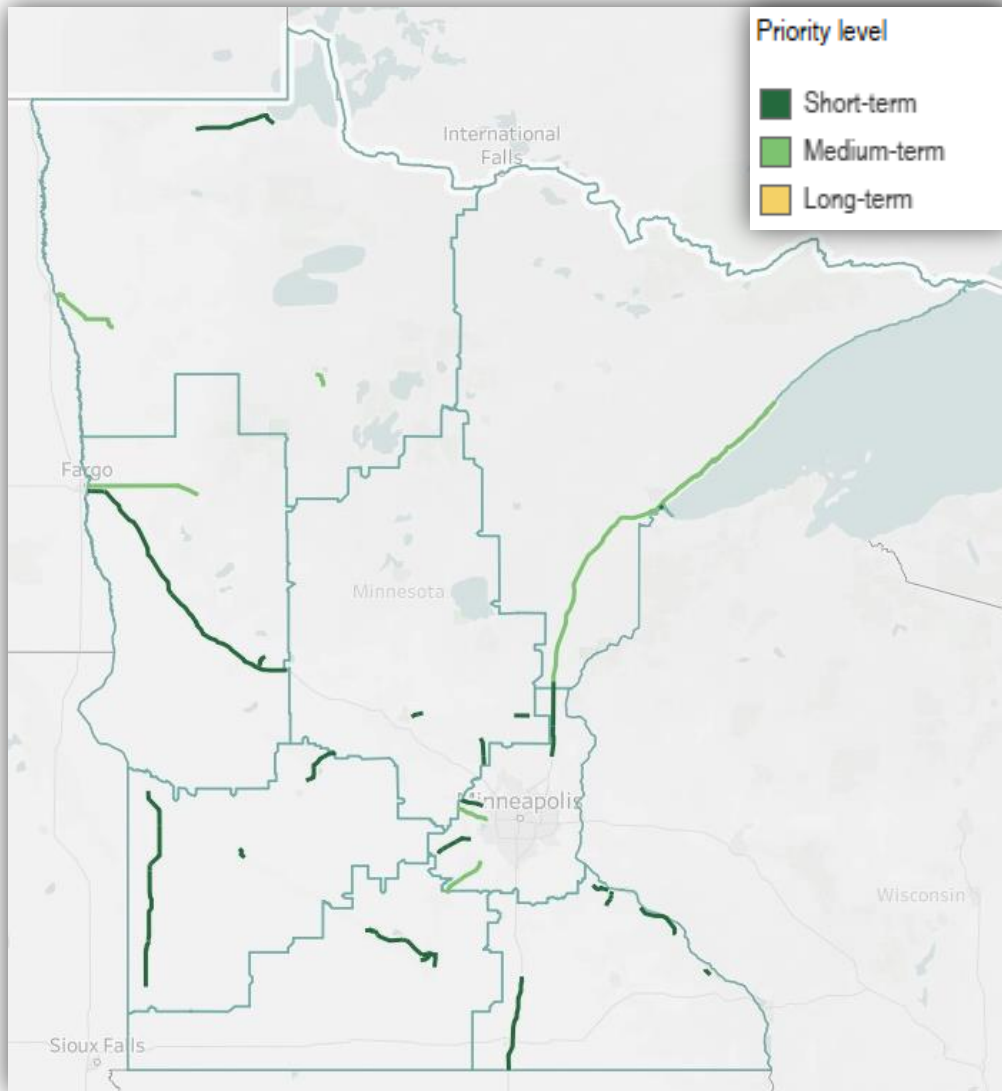 Priority level
Short-term
Medium-term
Long-term
International
Falls
Fargo
Minnesota
Minneapolis
Wisconsin
Sioux Falls